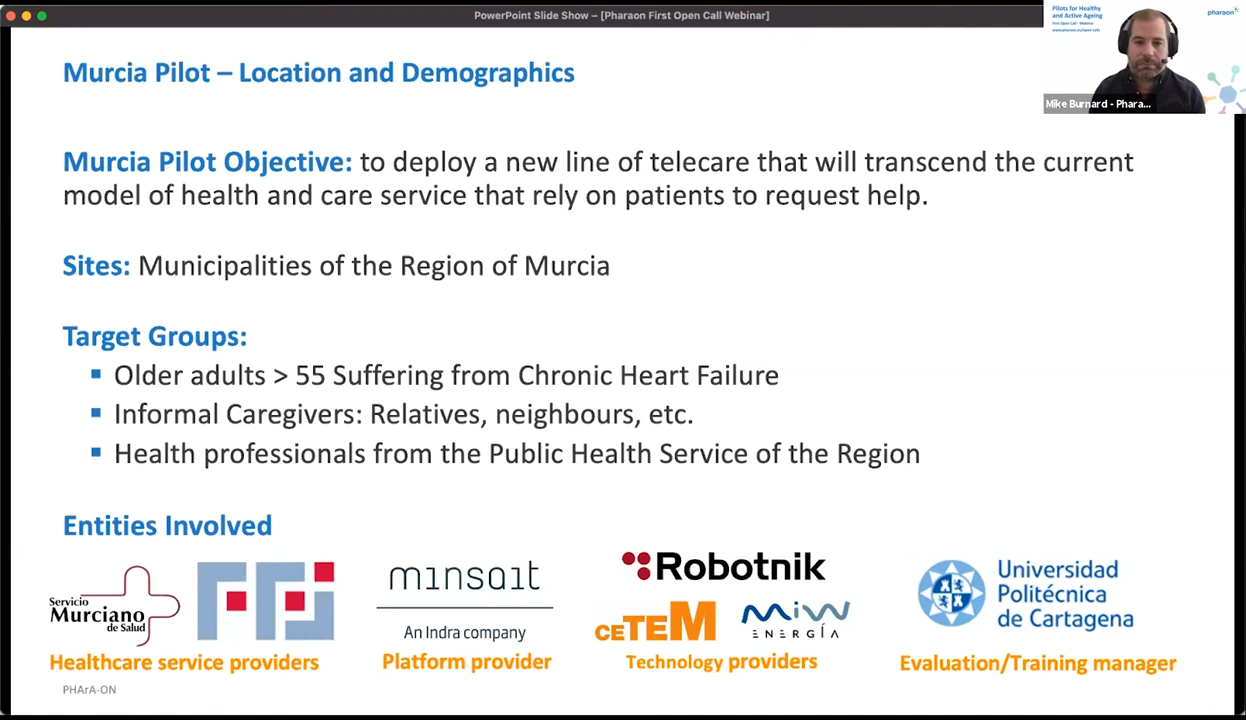 PowerPoint Slide Show – [Pharaon First Open Call Webinar]
Pilots for Healthy
and Active Ageing
First Open Call - Webinar
www.pharaon.eu/open-calls
pharaon
Mike Burnard - Phara...
Murcia Pilot – Location and Demographics
Murcia Pilot Objective: to deploy a new line of telecare that will transcend the current
model of health and care service that rely on patients to request help.
Sites: Municipalities of the Region of Murcia
Target Groups:
Older adults > 55 Suffering from Chronic Heart Failure
Informal Caregivers: Relatives, neighbours, etc.
Health professionals from the Public Health Service of the Region
Entities Involved
Servicio
Murciano
de Salud
minsait
An Indra company
Robotnik
CETEM
MIW
ENERGÍA
Universidad
Politécnica
de Cartagena
Healthcare service providers
Platform provider
Technology providers
Evaluation/Training manager
PHArA-ON